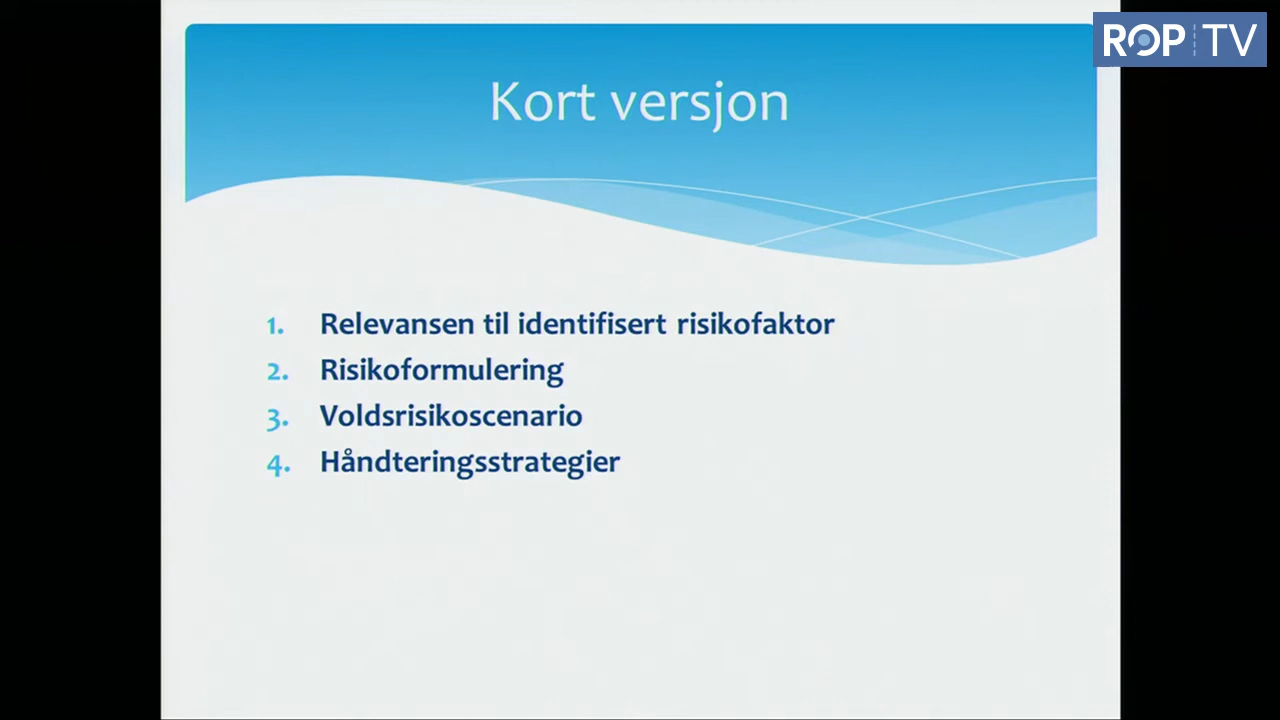 ROP TV
Kort versjon
1. Relevansen til identifisert risikofaktor
2. Risikoformulering
3. Voldsrisikoscenario
4. Håndteringsstrategier